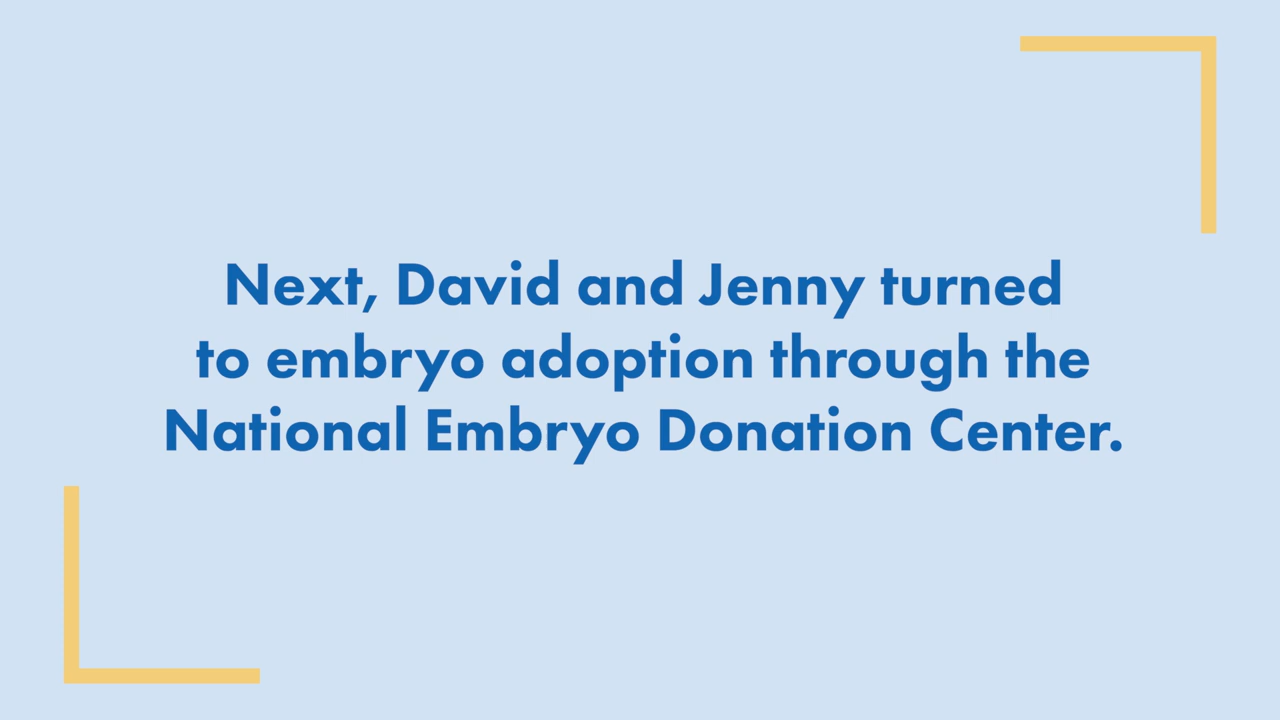 Next, David and Jenny turned
to embryo adoption through the
National Embryo Donation Center.